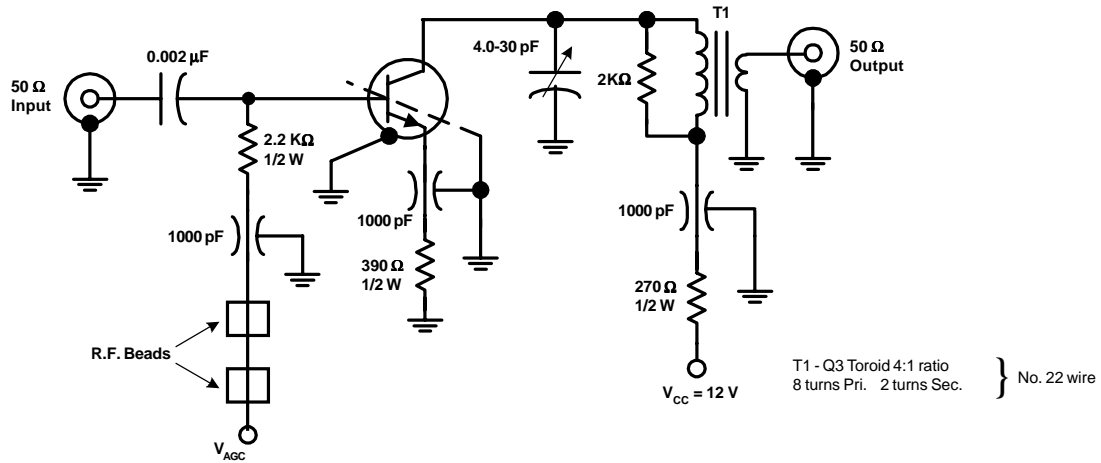 T1
0.002 µF
4.0-30 pF
50 Ω
Input
2KΩ
50 Ω
Output
2.2 KΩ
1/2 W
1000 pF
1000 pF
1000 pF
390 Ω
1/2 W
270 Ω
1/2 W
R.F. Beads
VCC = 12 V
T1 - Q3 Toroid 4:1 ratio
8 turns Pri. 2 turns Sec.
} No. 22 wire
VAGC